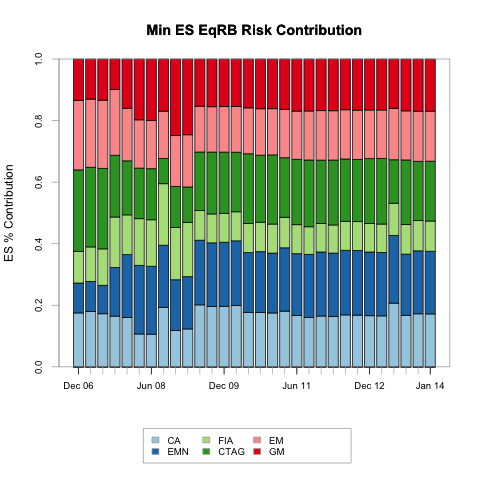 Min ES EqRB Risk Contribution
ES % Contribution
1.0
0.8
0.6
0.4
0.2
0.0
Dec 06 Jun 08 Dec 09 Jun 11 Dec 12 Jan 14
CA FIA EM
EMN CTAG GM